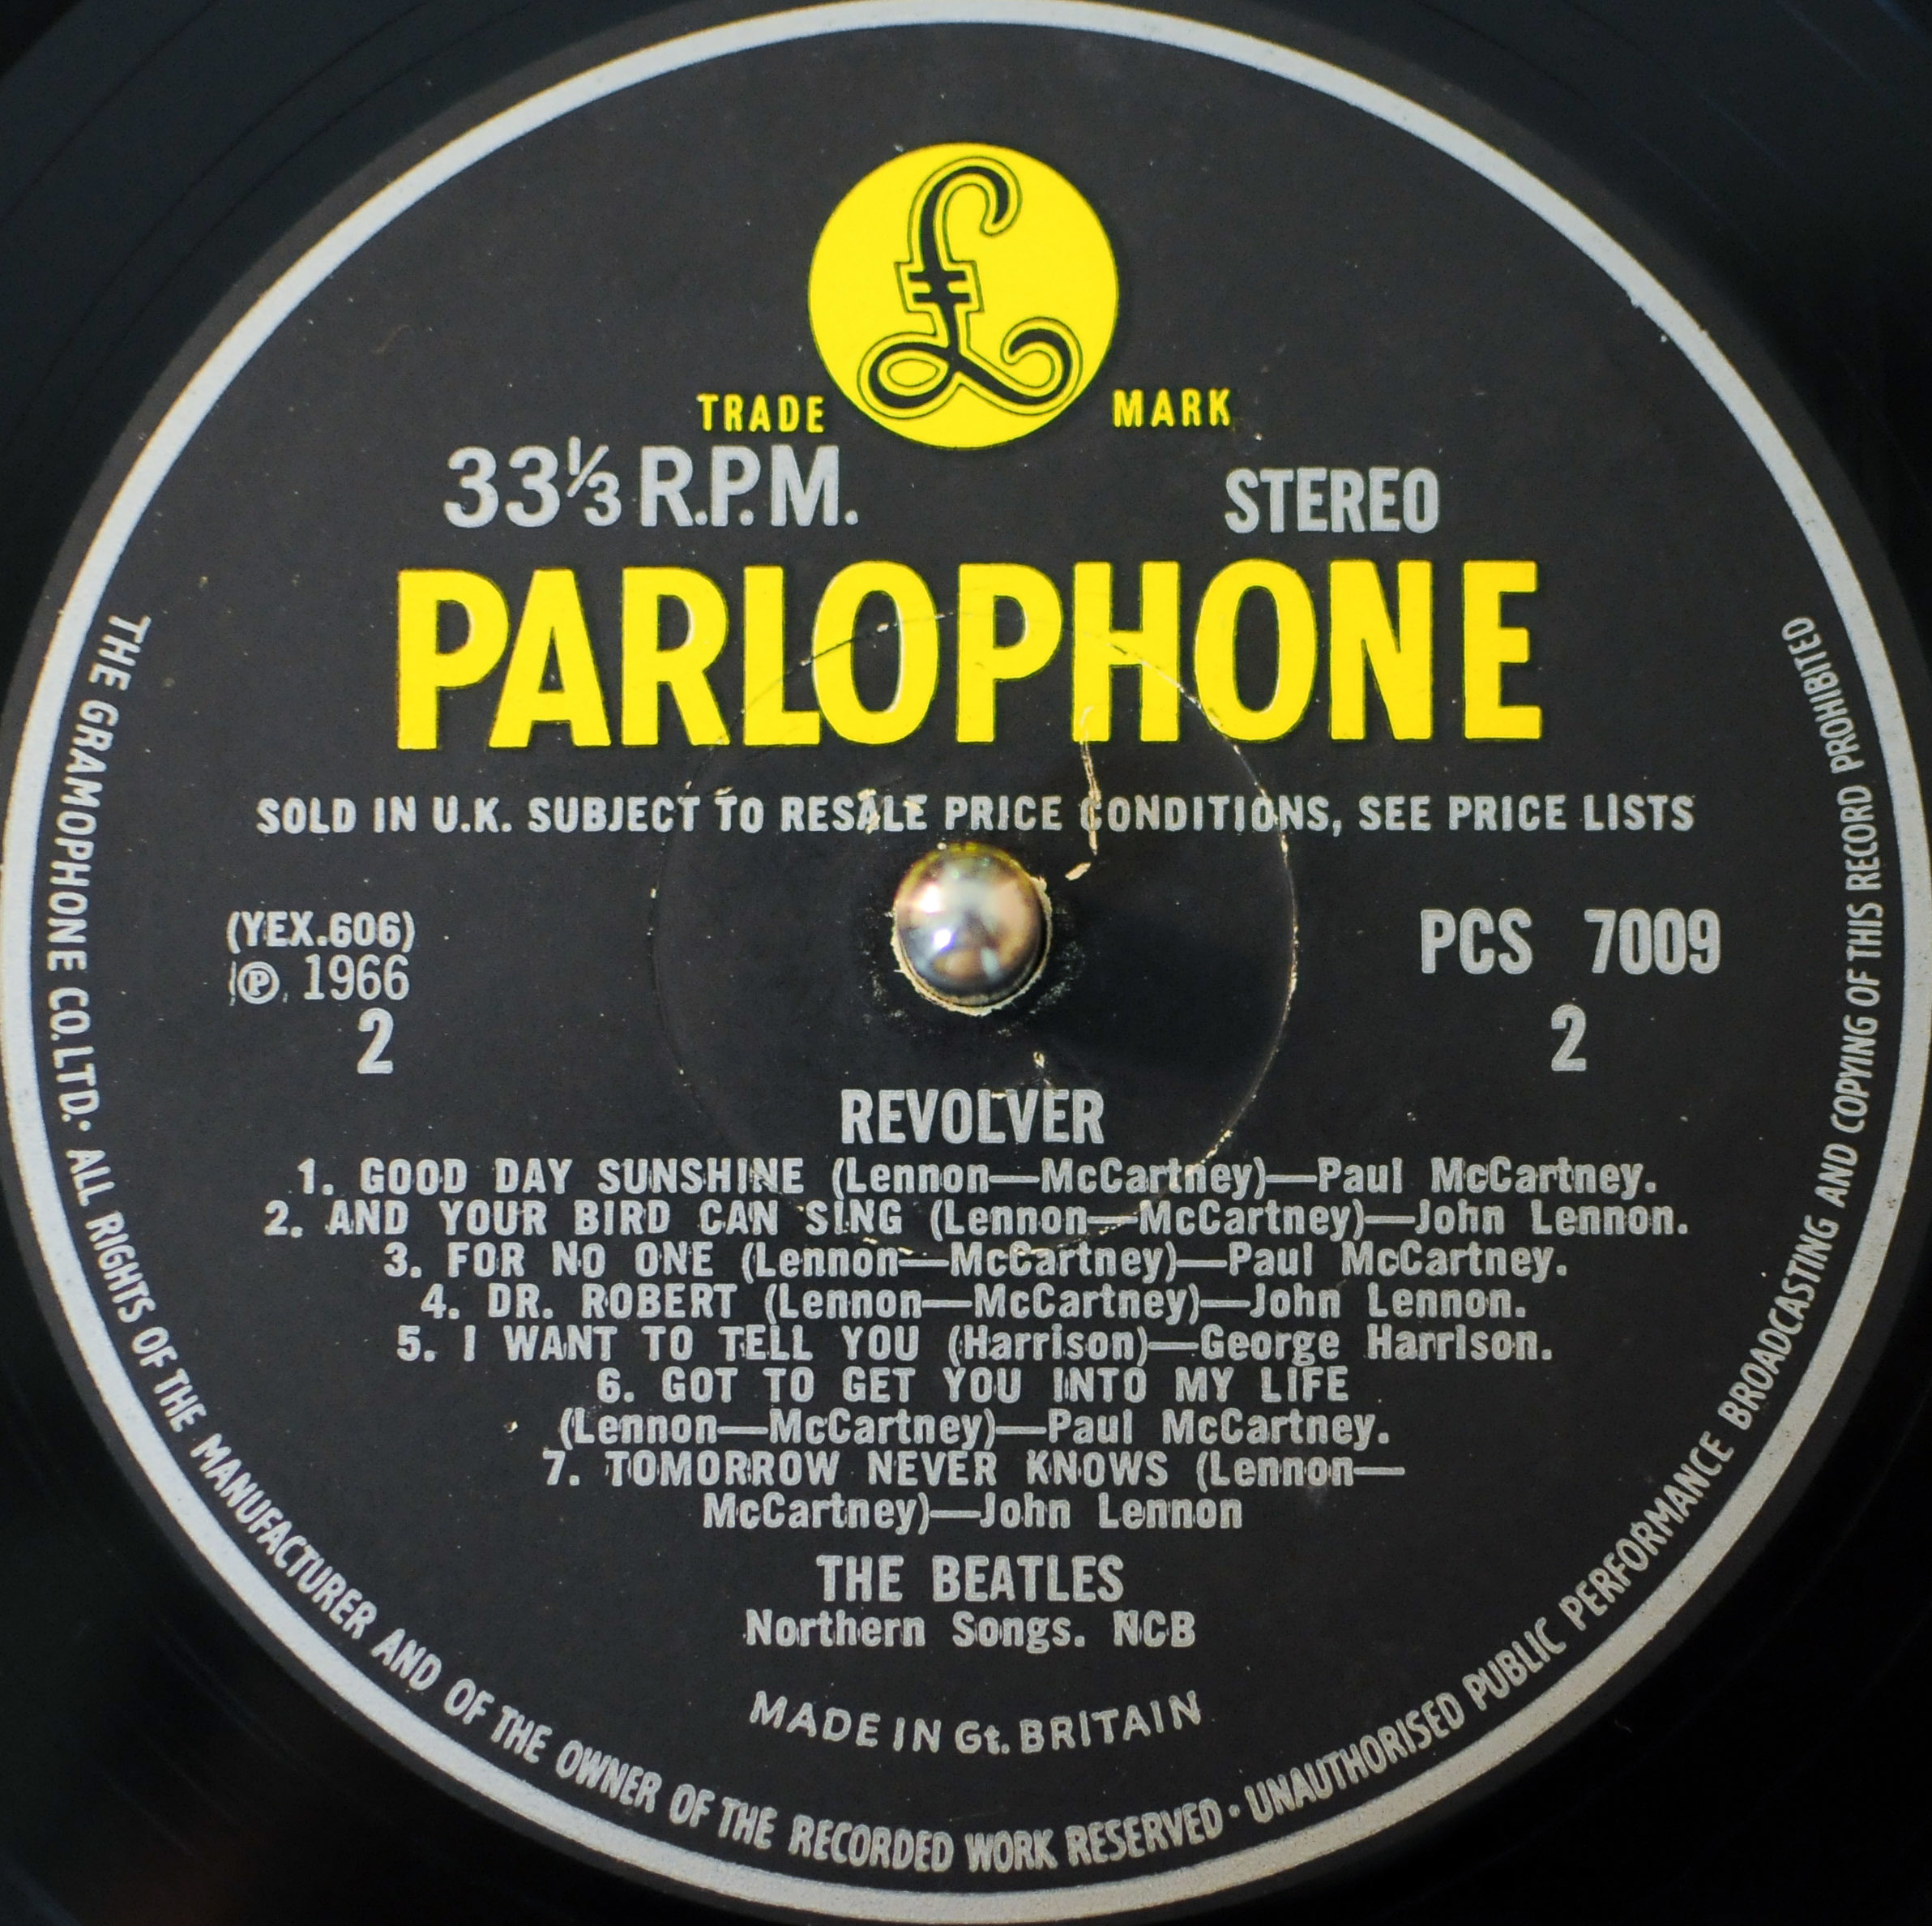 £
TRADE MARK
33⅓ R.P.M. STEREO
PARLOPHONE
SOLD IN U.K. SUBJECT TO RESALE PRICE CONDITIONS, SEE PRICE LISTS
(YEX.606) PCS 7009
℗ 1966
2 2
REVOLVER
1. GOOD DAY SUNSHINE (Lennon—McCartney)—Paul McCartney.
2. AND YOUR BIRD CAN SING (Lennon—McCartney)—John Lennon.
3. FOR NO ONE (Lennon—McCartney)—Paul McCartney.
4. DR. ROBERT (Lennon—McCartney)—John Lennon.
5. I WANT TO TELL YOU (Harrison)—George Harrison.
6. GOT TO GET YOU INTO MY LIFE
(Lennon—McCartney)—Paul McCartney.
7. TOMORROW NEVER KNOWS (Lennon—
McCartney)—John Lennon
THE BEATLES
Northern Songs. NCB
MADE IN Gt. BRITAIN
THE GRAMOPHONE CO. LTD. · ALL RIGHTS OF THE MANUFACTURER AND OF THE OWNER OF THE RECORDED WORK RESERVED · UNAUTHORISED PUBLIC PERFORMANCE BROADCASTING AND COPYING OF THIS RECORD PROHIBITED